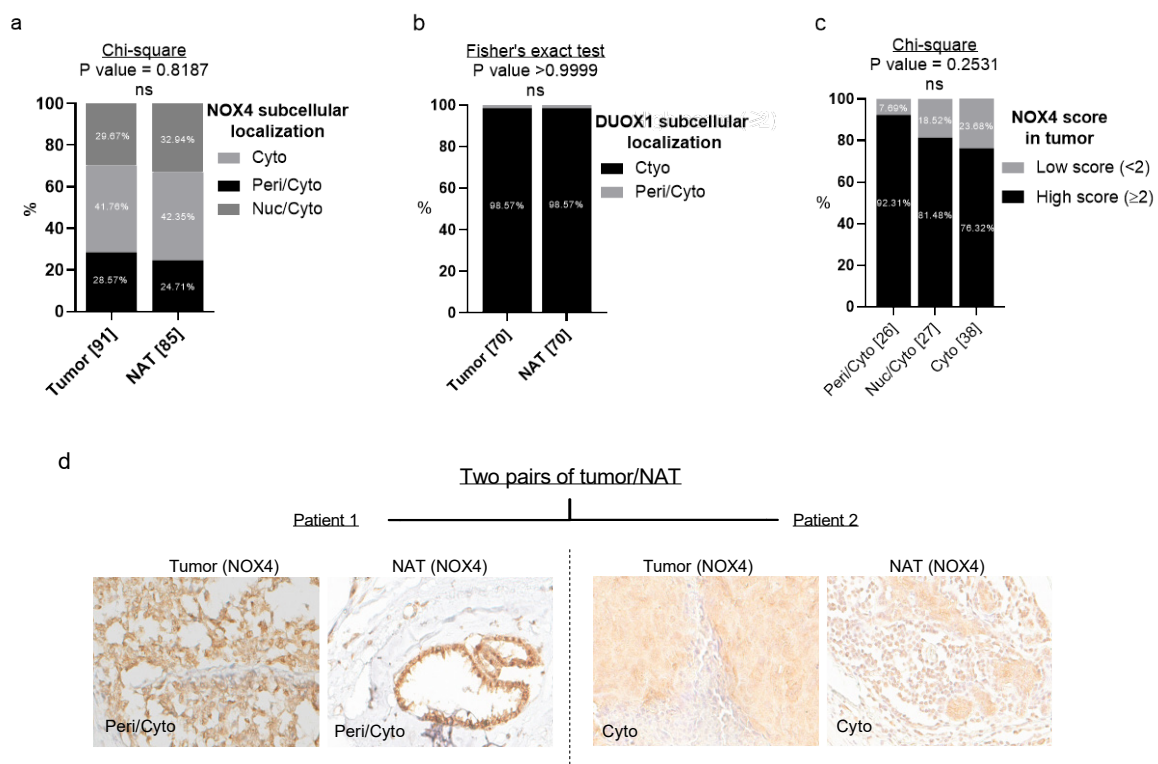 a
Chi-square
P value = 0.8187
ns
100
80
60
40
20
0
%
29.67%
41.76%
28.57%
32.94%
42.35%
24.71%
Tumor [91]
NAT [85]
NOX4 subcellular
localization
Cyto
Peri/Cyto
Nuc/Cyto
b
Fisher's exact test
P value >0.9999
ns
100
80
60
40
20
0
%
98.57%
98.57%
Tumor [70]
NAT [70]
DUOX1 subcellular
localization
Ctyo
Peri/Cyto
c
Chi-square
P value = 0.2531
ns
100
80
60
40
20
0
%
7.69%
92.31%
18.52%
81.48%
23.68%
76.32%
Peri/Cyto [26]
Nuc/Cyto [27]
Cyto [38]
NOX4 score
in tumor
Low score (<2)
High score (≥2)
d
Two pairs of tumor/NAT
Patient 1
Patient 2
Tumor (NOX4)
NAT (NOX4)
Tumor (NOX4)
NAT (NOX4)
Peri/Cyto
Peri/Cyto
Cyto
Cyto